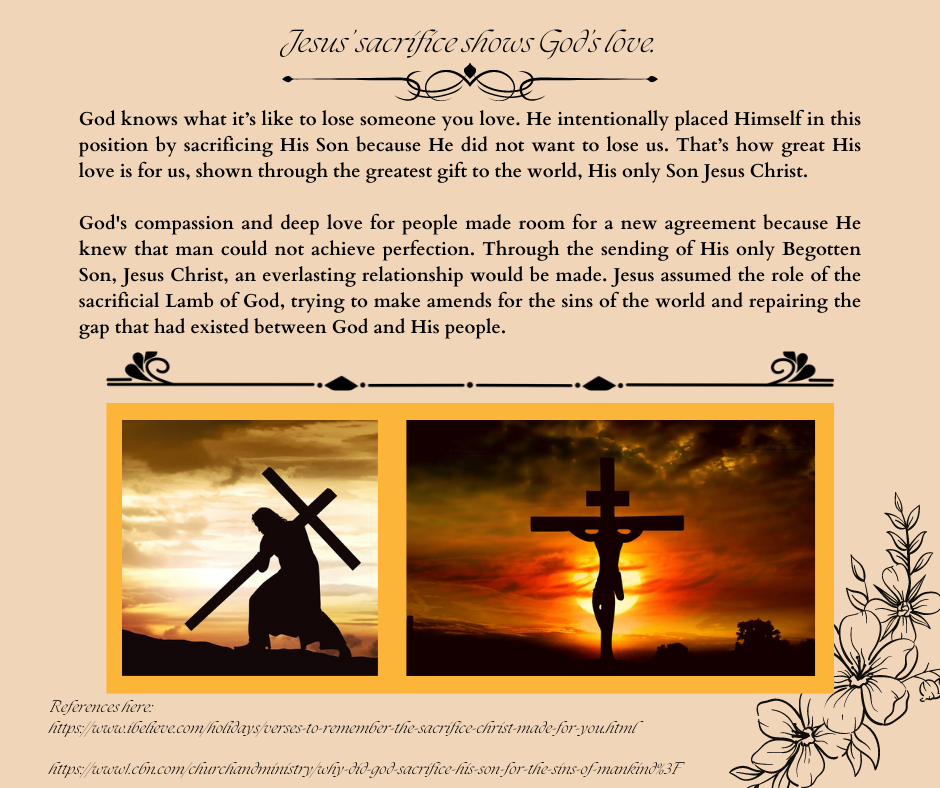 Jesus' sacrifice shows God's love.
God knows what it’s like to lose someone you love. He intentionally placed Himself in this
position by sacrificing His Son because He did not want to lose us. That’s how great His
love is for us, shown through the greatest gift to the world, His only Son Jesus Christ.
God's compassion and deep love for people made room for a new agreement because He
knew that man could not achieve perfection. Through the sending of His only Begotten
Son, Jesus Christ, an everlasting relationship would be made. Jesus assumed the role of the
sacrificial Lamb of God, trying to make amends for the sins of the world and repairing the
gap that had existed between God and His people.
References here:
https://www.ibelieve.com/holidays/verses-to-remember-the-sacrifice-christ-made-for-you.html
https://www1.cbn.com/churchandministry/why-did-god-sacrifice-his-son-for-the-sins-of-mankind%3F